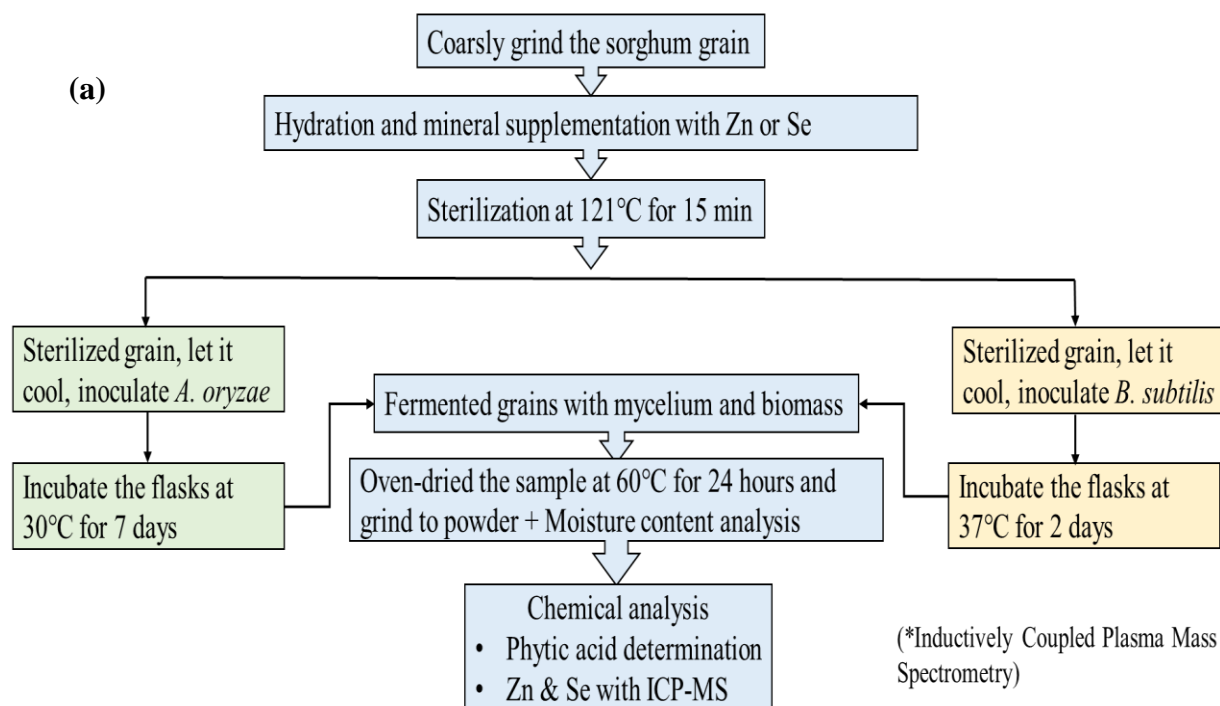 Coarsly grind the sorghum grain
(a)
Hydration and mineral supplementation with Zn or Se
Sterilization at 121°C for 15 min
Sterilized grain, let it
cool, inoculate A. oryzae
Sterilized grain, let it
cool, inoculate B. subtilis
Fermented grains with mycelium and biomass
Incubate the flasks at
30°C for 7 days
Oven-dried the sample at 60°C for 24 hours and
grind to powder + Moisture content analysis
Incubate the flasks at
37°C for 2 days
Chemical analysis
• Phytic acid determination
• Zn & Se with ICP-MS
(*Inductively Coupled Plasma Mass
Spectrometry)